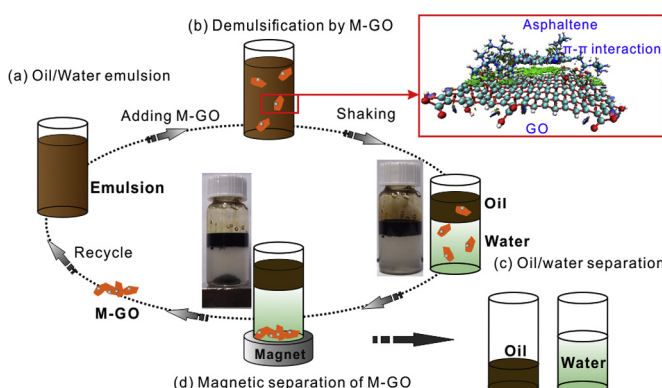 (b) Demulsification by M-GO
Asphaltene
π-π interaction
GO
(a) Oil/Water emulsion
Adding M-GO
Shaking
Emulsion
Oil
Water
(c) Oil/water separation
Recycle
M-GO
Magnet
(d) Magnetic separation of M-GO
Oil
Water